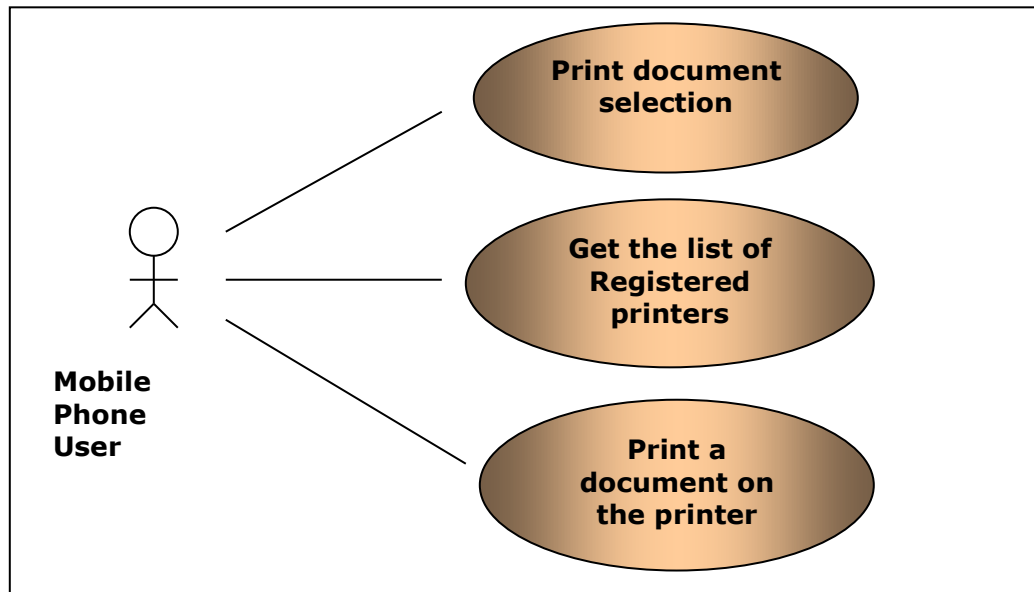 Print document
selection
Get the list of
Registered
printers
Mobile
Phone
User
Print a
document on
the printer